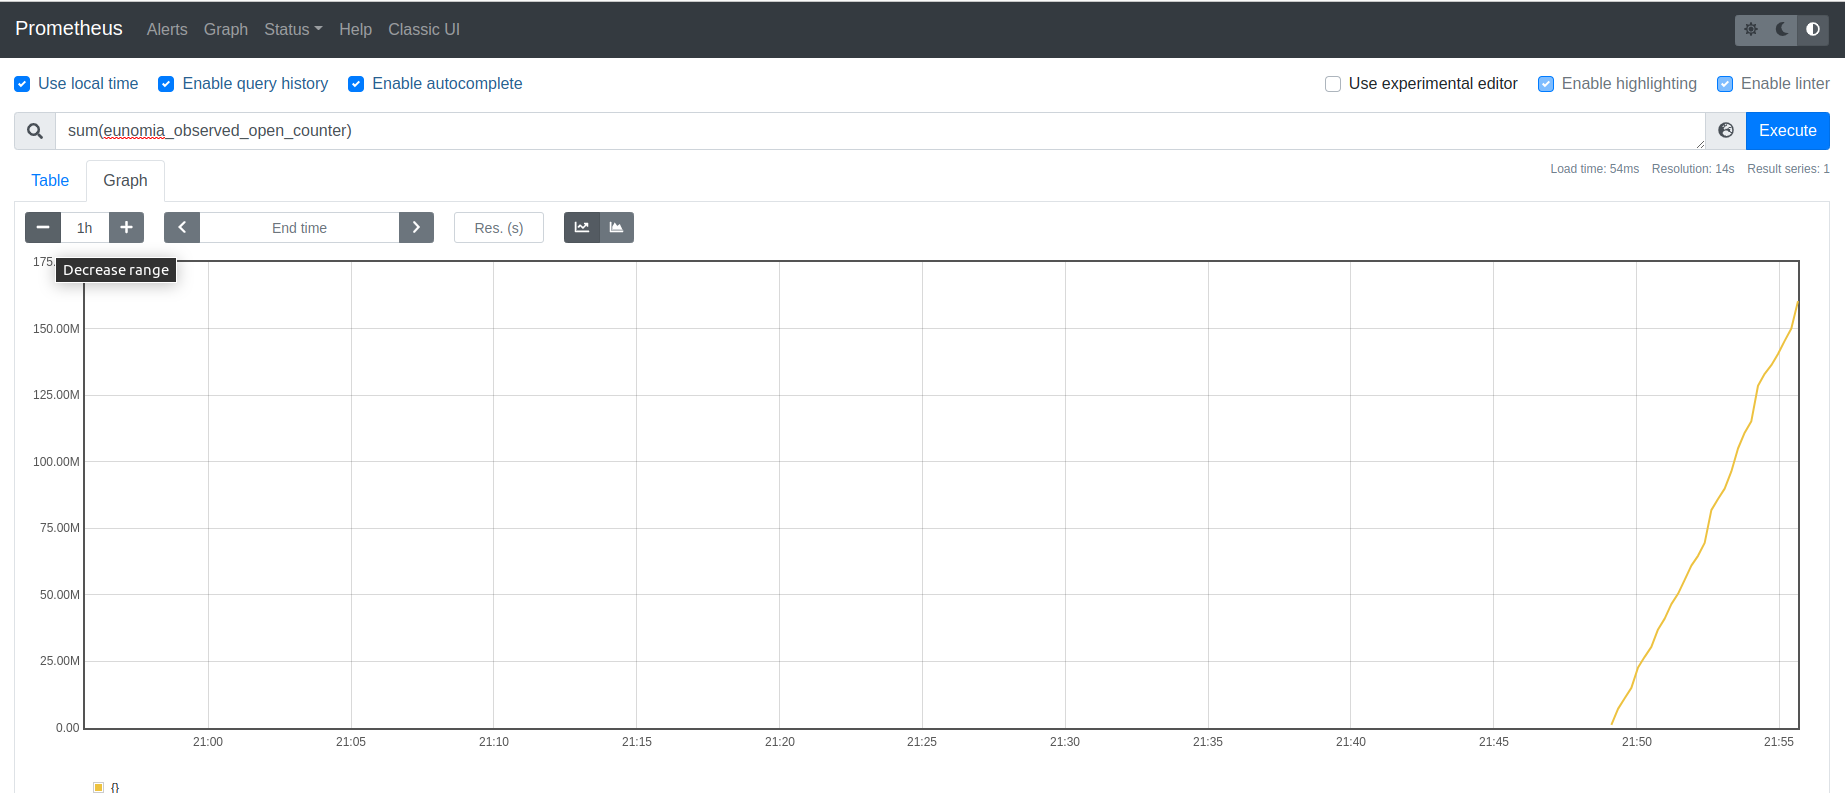 Prometheus Alerts Graph Status Help Classic UI
Use local time Enable query history Enable autocomplete Use experimental editor Enable highlighting Enable linter
sum(eunomia_observed_open_counter) Execute
Table Graph Load time: 54ms Resolution: 14s Result series: 1
1h End time Res. (s)
175.
Decrease range
150.00M
125.00M
100.00M
75.00M
50.00M
25.00M
0.00
21:00 21:05 21:10 21:15 21:20 21:25 21:30 21:35 21:40 21:45 21:50 21:55
{}